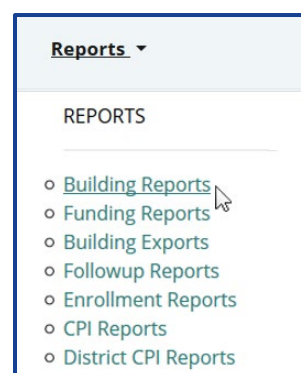 Reports
REPORTS
Building Reports
Funding Reports
Building Exports
Followup Reports
Enrollment Reports
CPI Reports
District CPI Reports